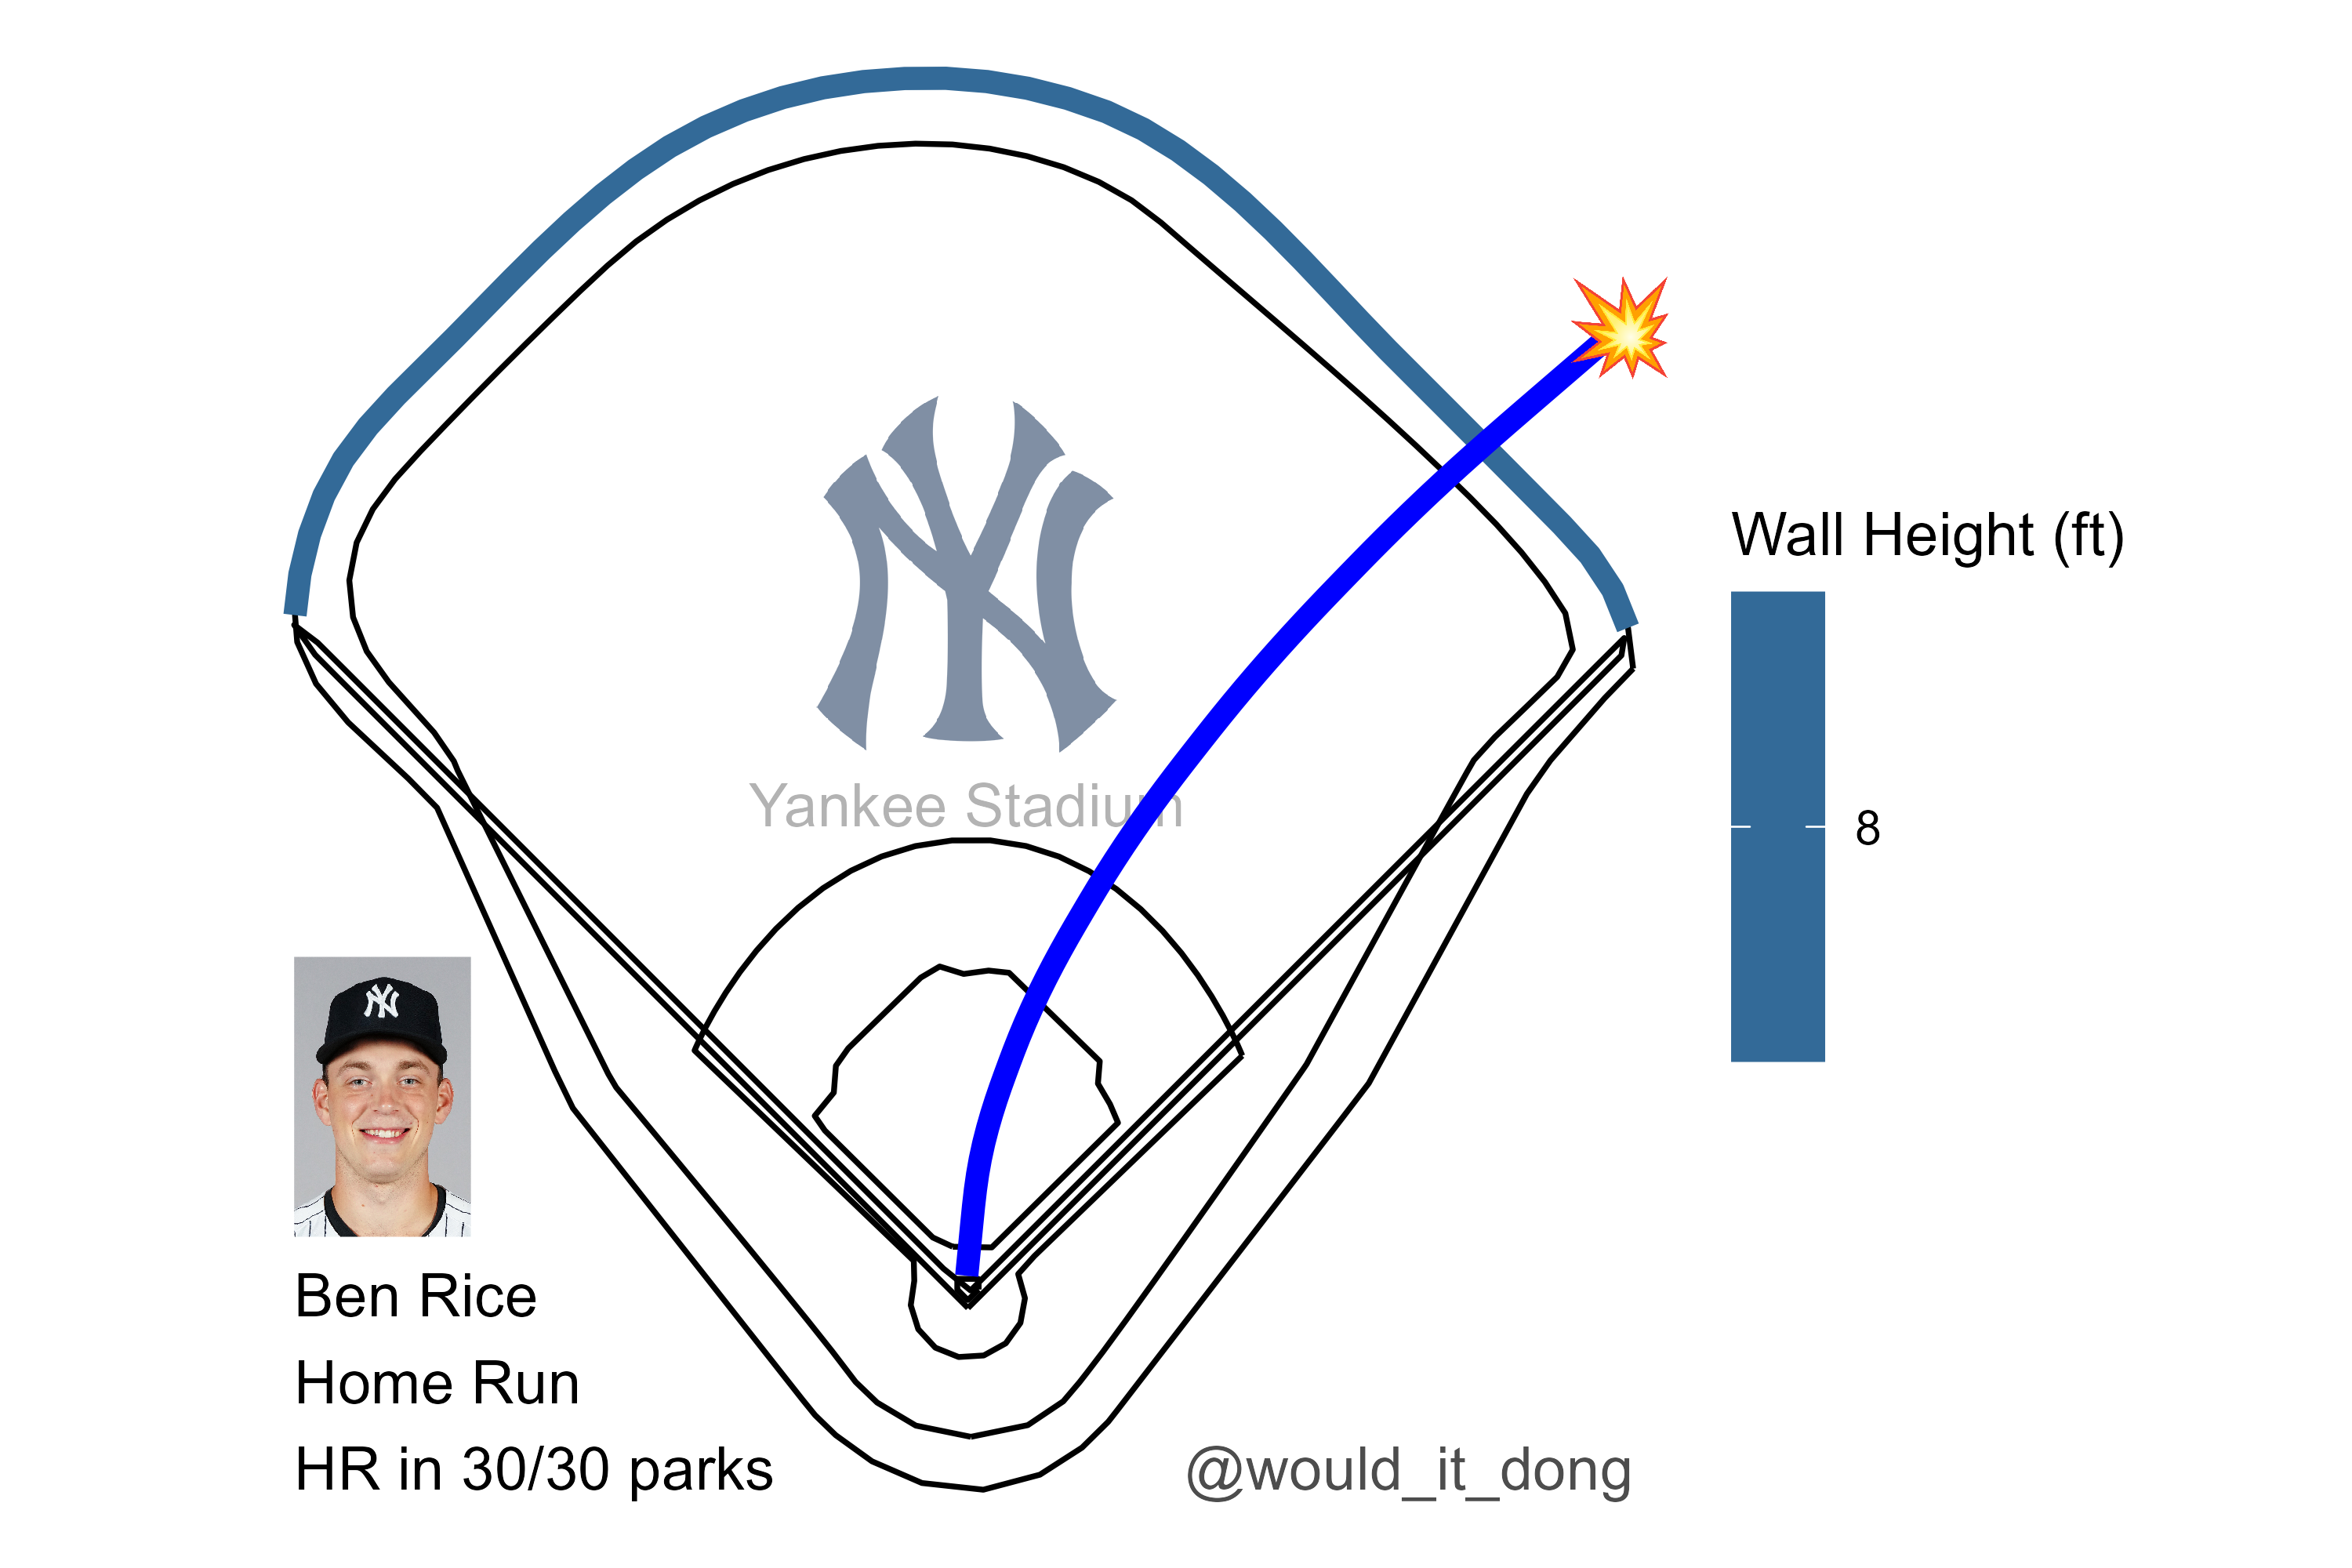 Yankee Stadium
Wall Height (ft)
8
Ben Rice
Home Run
HR in 30/30 parks
@would_it_dong